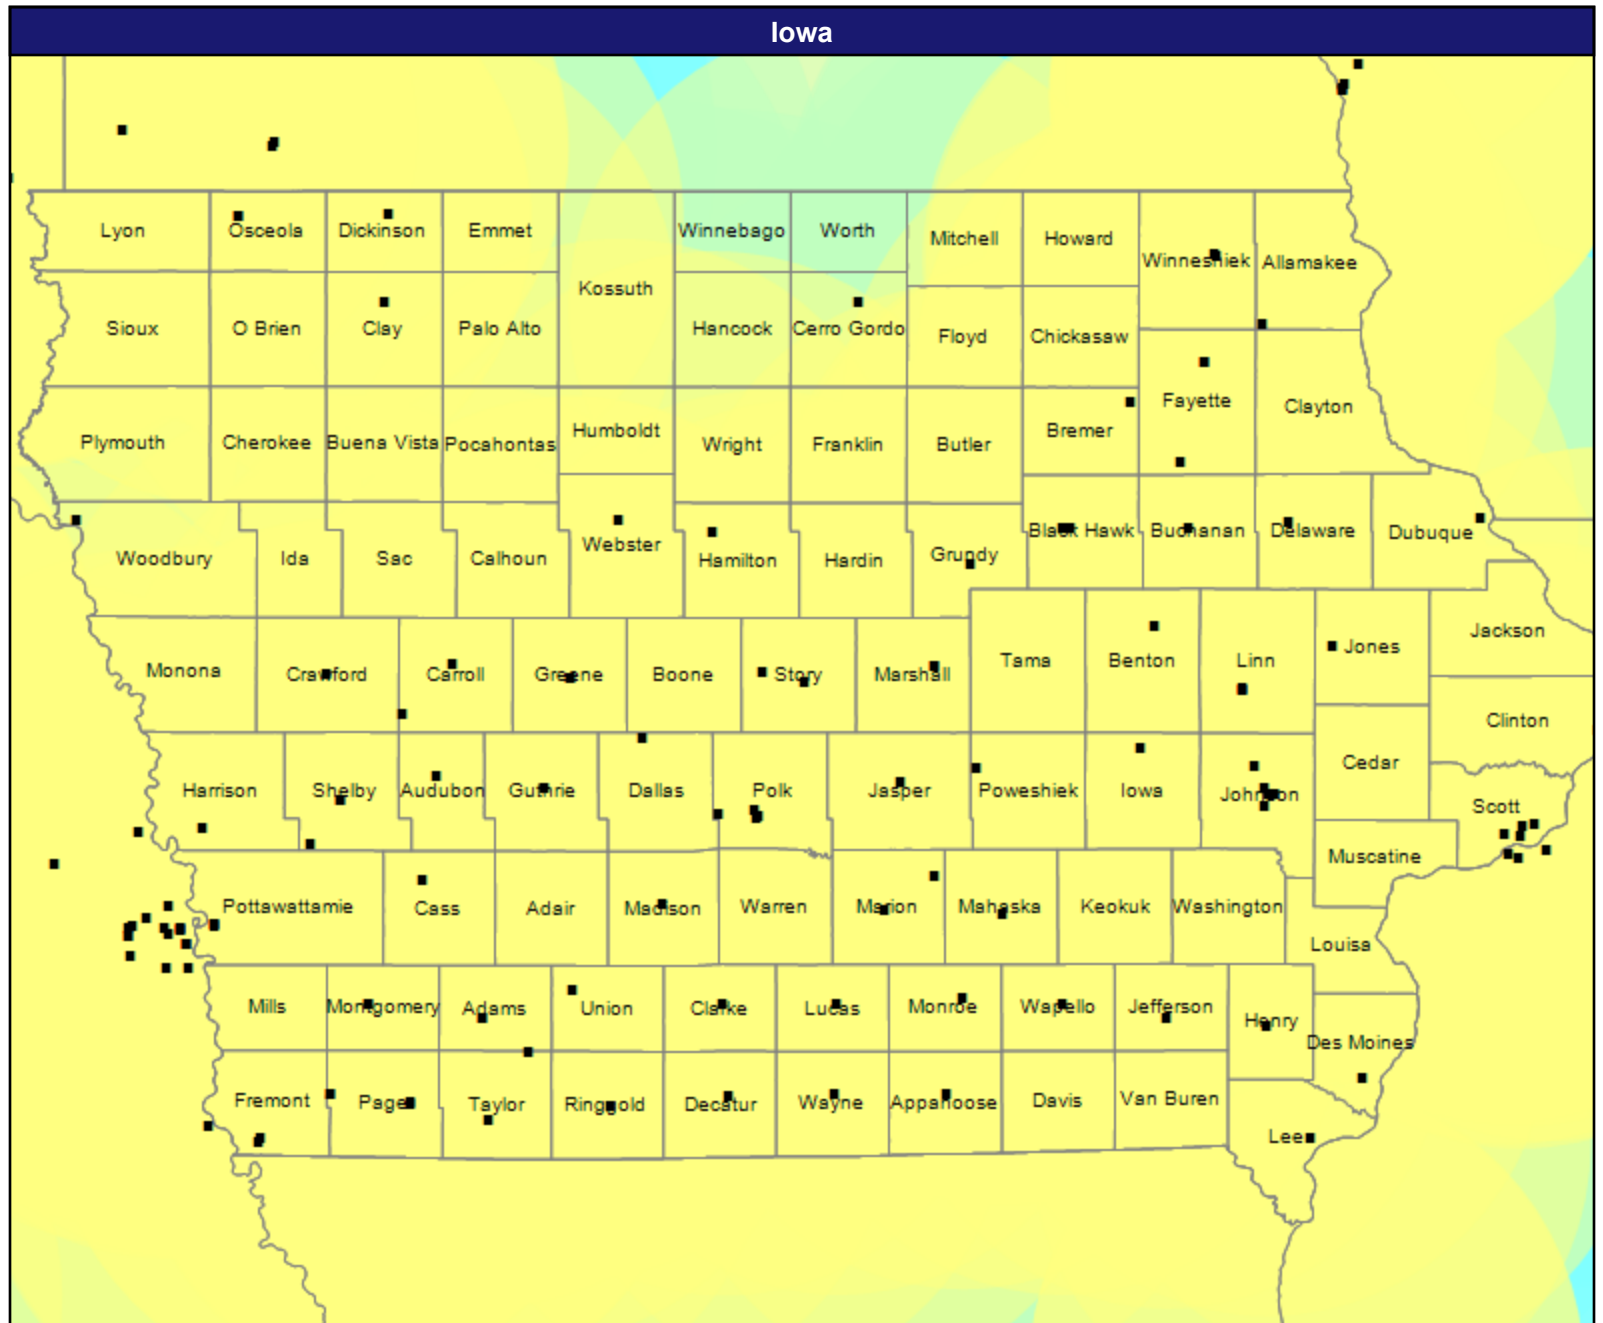 Iowa
Lyon
Osceola
Dickinson
Emmet
Kossuth
Winnebago
Worth
Mitchell
Howard
Winneshiek
Allamakee
Sioux
O Brien
Clay
Palo Alto
Hancock
Cerro Gordo
Floyd
Chickasaw
Fayette
Clayton
Plymouth
Cherokee
Buena Vista
Pocahontas
Humboldt
Wright
Franklin
Butler
Bremer
Woodbury
Ida
Sac
Calhoun
Webster
Hamilton
Hardin
Grundy
Black Hawk
Buchanan
Delaware
Dubuque
Monona
Crawford
Carroll
Greene
Boone
Story
Marshall
Tama
Benton
Linn
Jones
Jackson
Clinton
Harrison
Shelby
Audubon
Guthrie
Dallas
Polk
Jasper
Poweshiek
Iowa
Johnson
Cedar
Scott
Muscatine
Pottawattamie
Cass
Adair
Madison
Warren
Marion
Mahaska
Keokuk
Washington
Louisa
Mills
Montgomery
Adams
Union
Clarke
Lucas
Monroe
Wapello
Jefferson
Henry
Des Moines
Fremont
Page
Taylor
Ringgold
Decatur
Wayne
Appanoose
Davis
Van Buren
Lee